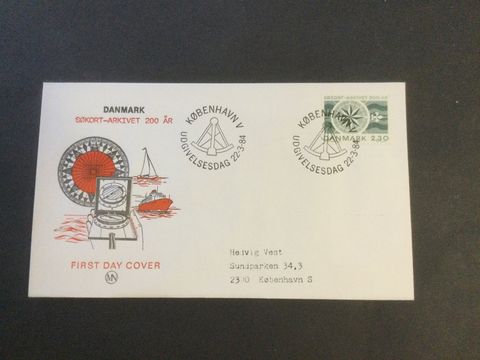 DANMARK
SØKORT-ARKIVET 200 ÅR
FIRST DAY COVER
KØBENHAVN V
UDGIVELSESDAG 22-3-84
KØBENHAVN V
UDGIVELSESDAG 22-3-84
SØKORT-ARKIVET 200 ÅR
DANMARK 2.30
Helvig Vest
Sundparken 34,3
2300 København S